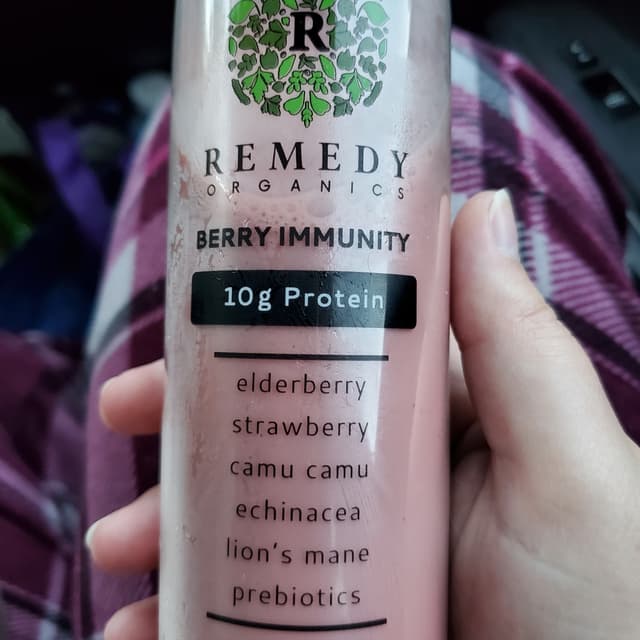 R
REMEDY
ORGANICS
BERRY IMMUNITY
10g Protein
elderberry
strawberry
camu camu
echinacea
lion's mane
prebiotics